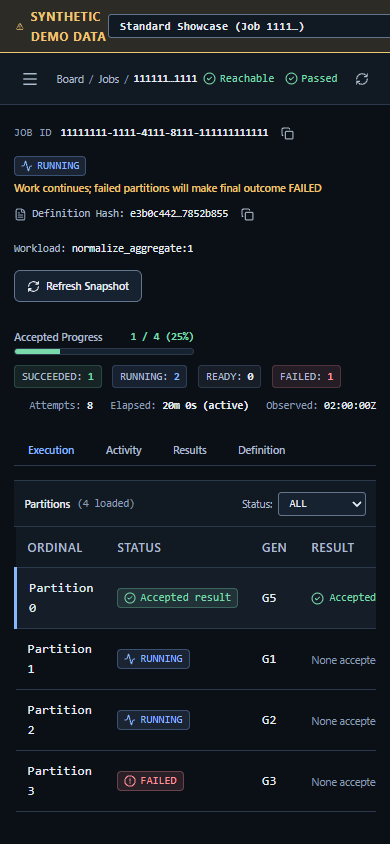 SYNTHETIC
DEMO DATA
Standard Showcase (Job 1111…)
Board / Jobs / 111111…1111 Reachable Passed
JOB ID 11111111-1111-4111-8111-111111111111
RUNNING
Work continues; failed partitions will make final outcome FAILED
Definition Hash: e3b0c442…7852b855
Workload: normalize_aggregate:1
Refresh Snapshot
Accepted Progress 1 / 4 (25%)
SUCCEEDED: 1 RUNNING: 2 READY: 0 FAILED: 1
Attempts: 8 Elapsed: 20m 0s (active) Observed: 02:00:00Z
Execution Activity Results Definition
Partitions (4 loaded) Status: ALL
ORDINAL STATUS GEN RESULT
Partition
0
Accepted result G5 Accepted
Partition
1
RUNNING G1 None accepte
Partition
2
RUNNING G2 None accepte
Partition
3
FAILED G3 None accepte